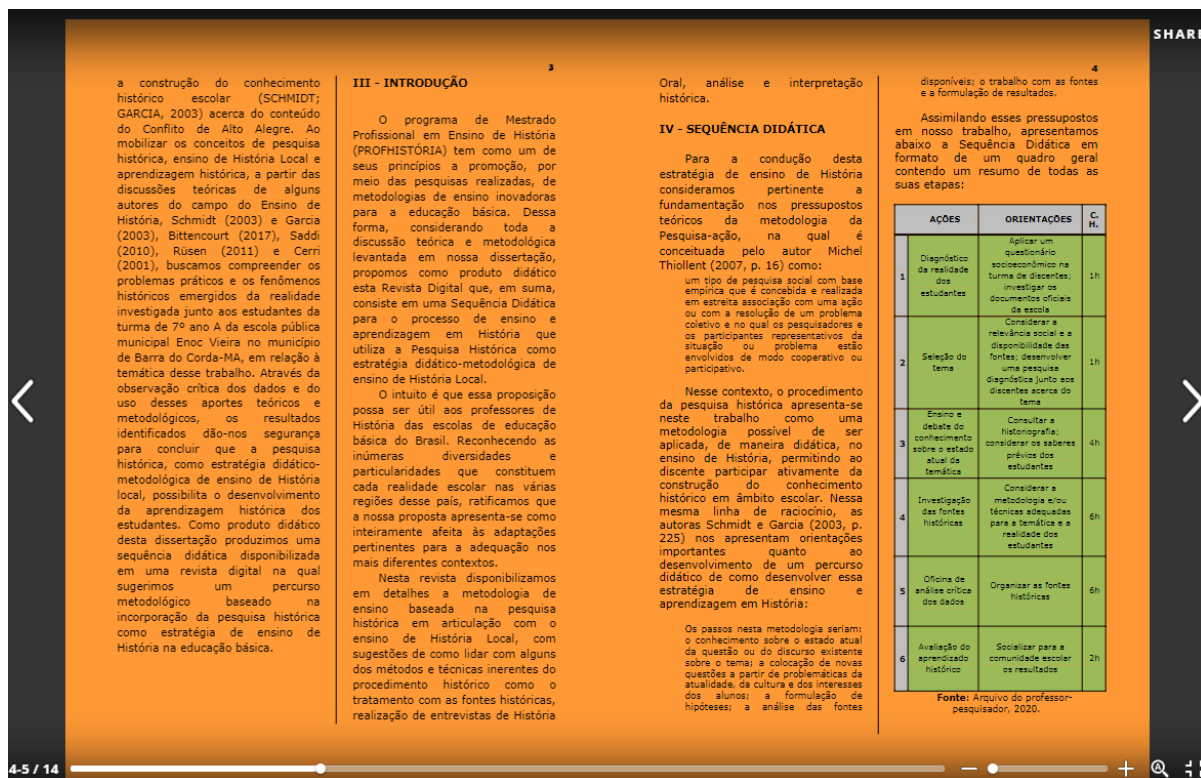 SHAR
3
a construção do conhecimento
histórico escolar (SCHMIDT;
GARCIA, 2003) acerca do conteúdo
do Conflito de Alto Alegre. Ao
mobilizar os conceitos de pesquisa
histórica, ensino de História Local e
aprendizagem histórica, a partir das
discussões teóricas de alguns
autores do campo do Ensino de
História, Schmidt (2003) e Garcia
(2003), Bittencourt (2017), Saddi
(2010), Rüsen (2011) e Cerri
(2001), buscamos compreender os
problemas práticos e os fenômenos
históricos emergidos da realidade
investigada junto aos estudantes da
turma de 7º ano A da escola pública
municipal Enoc Vieira no município
de Barra do Corda-MA, em relação à
temática desse trabalho. Através da
observação crítica dos dados e do
uso desses aportes teóricos e
metodológicos, os resultados
identificados dão-nos segurança
para concluir que a pesquisa
histórica, como estratégia didático-
metodológica de ensino de História
local, possibilita o desenvolvimento
da aprendizagem histórica dos
estudantes. Como produto didático
desta dissertação produzimos uma
sequência didática disponibilizada
em uma revista digital na qual
sugerimos um percurso
metodológico baseado na
incorporação da pesquisa histórica
como estratégia de ensino de
História na educação básica.
III - INTRODUÇÃO
O programa de Mestrado
Profissional em Ensino de História
(PROFHISTÓRIA) tem como um de
seus princípios a promoção, por
meio das pesquisas realizadas, de
metodologias de ensino inovadoras
para a educação básica. Dessa
forma, considerando toda a
discussão teórica e metodológica
levantada em nossa dissertação,
propomos como produto didático
esta Revista Digital que, em suma,
consiste em uma Sequência Didática
para o processo de ensino e
aprendizagem em História que
utiliza a Pesquisa Histórica como
estratégia didático-metodológica de
ensino de História Local.
O intuito é que essa proposição
possa ser útil aos professores de
História das escolas de educação
básica do Brasil. Reconhecendo as
inúmeras diversidades e
particularidades que constituem
cada realidade escolar nas várias
regiões desse país, ratificamos que
a nossa proposta apresenta-se como
inteiramente afeita às adaptações
pertinentes para a adequação nos
mais diferentes contextos.
Nesta revista disponibilizamos
em detalhes a metodologia de
ensino baseada na pesquisa
histórica em articulação com o
ensino de História Local, com
sugestões de como lidar com alguns
dos métodos e técnicas inerentes do
procedimento histórico como o
tratamento com as fontes históricas,
realização de entrevistas de História
4
Oral, análise e interpretação
histórica.
IV - SEQUÊNCIA DIDÁTICA
Para a condução desta
estratégia de ensino de História
consideramos pertinente a
fundamentação nos pressupostos
teóricos da metodologia da
Pesquisa-ação, na qual é
conceituada pelo autor Michel
Thiollent (2007, p. 16) como:
um tipo de pesquisa social com base
empírica que é concebida e realizada
em estreita associação com uma ação
ou com a resolução de um problema
coletivo e no qual os pesquisadores e
os participantes representativos da
situação ou problema estão
envolvidos de modo cooperativo ou
participativo.
Nesse contexto, o procedimento
da pesquisa histórica apresenta-se
neste trabalho como uma
metodologia possível de ser
aplicada, de maneira didática, no
ensino de História, permitindo ao
discente participar ativamente da
construção do conhecimento
histórico em âmbito escolar. Nessa
mesma linha de raciocínio, as
autoras Schmidt e Garcia (2003, p.
225) nos apresentam orientações
importantes quanto ao
desenvolvimento de um percurso
didático de como desenvolver essa
estratégia de ensino e
aprendizagem em História:
Os passos nesta metodologia seriam:
o conhecimento sobre o estado atual
da questão ou do discurso existente
sobre o tema; a colocação de novas
questões a partir de problemáticas da
atualidade, da cultura e dos interesses
dos alunos; a formulação de
hipóteses; a análise das fontes
disponíveis; o trabalho com as fontes
e a formulação de resultados.
Assimilando esses pressupostos
em nosso trabalho, apresentamos
abaixo a Sequência Didática em
formato de um quadro geral
contendo um resumo de todas as
suas etapas:
AÇÕES
ORIENTAÇÕES
C.
H.
1
Diagnóstico
da realidade
dos
estudantes
Aplicar um
questionário
socioeconômico na
turma de discentes;
investigar os
documentos oficiais
da escola
1h
2
Seleção do
tema
Considerar a
relevância social e a
disponibilidade das
fontes; desenvolver
uma pesquisa
diagnóstica junto aos
discentes acerca do
tema
1h
3
Ensino e
debate do
conhecimento
sobre o estado
atual da
temática
Consultar a
historiografia;
considerar os saberes
prévios dos
estudantes
4h
4
Investigação
das fontes
históricas
Considerar a
metodologia e/ou
técnicas adequadas
para a temática e a
realidade dos
estudantes
6h
5
Oficina de
análise crítica
dos dados
Organizar as fontes
históricas
6h
6
Avaliação do
aprendizado
histórico
Socializar para a
comunidade escolar
os resultados
2h
Fonte: Arquivo do professor-
pesquisador, 2020.
4-5 / 14